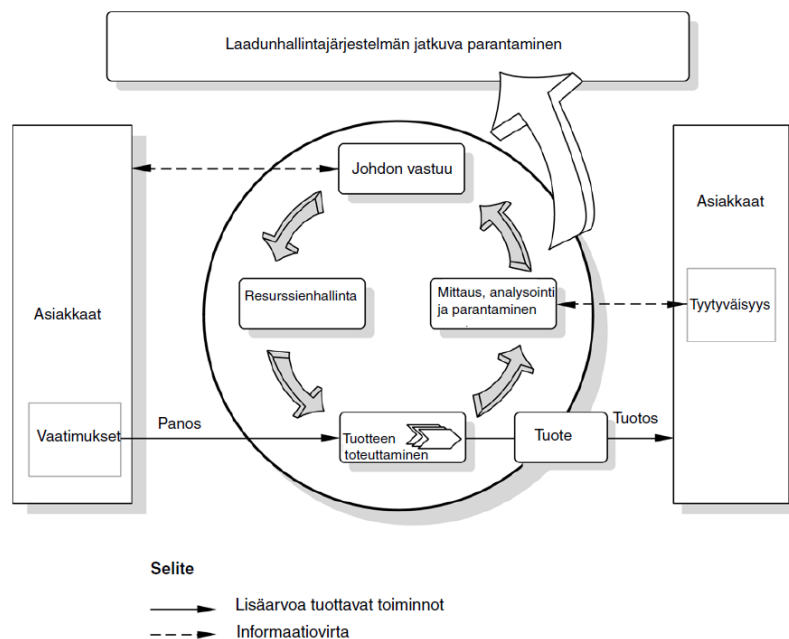 Laadunhallintajärjestelmän jatkuva parantaminen
Asiakkaat
Vaatimukset
Panos
Johdon vastuu
Resurssienhallinta
Mittaus, analysointi
ja parantaminen
Tuotteen
toteuttaminen
Tuote
Tuotos
Asiakkaat
Tyytyväisyys
Selite
Lisäarvoa tuottavat toiminnot
Informaatiovirta